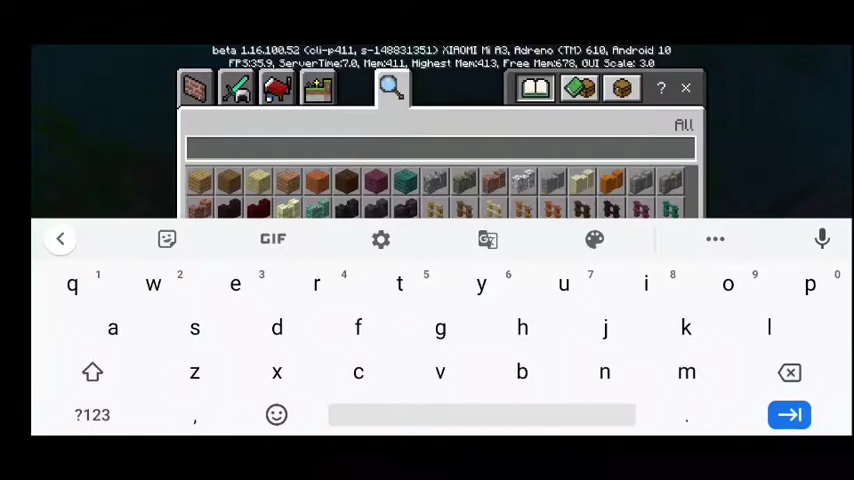 beta 1.16.100.52 (cli-p411, s-148831351) XIAOMI Mi A3, Adreno (TM) 610, Android 10
FPS:35.9, ServerTime:7.0, Mem:411, Highest Mem:413, Free Mem:678, GUI Scale: 3.0
?
All
GIF
q 1 w 2 e 3 r 4 t 5 y 6 u 7 i 8 o 9 p 0
a s d f g h j k l
z x c v b n m
?123 , .